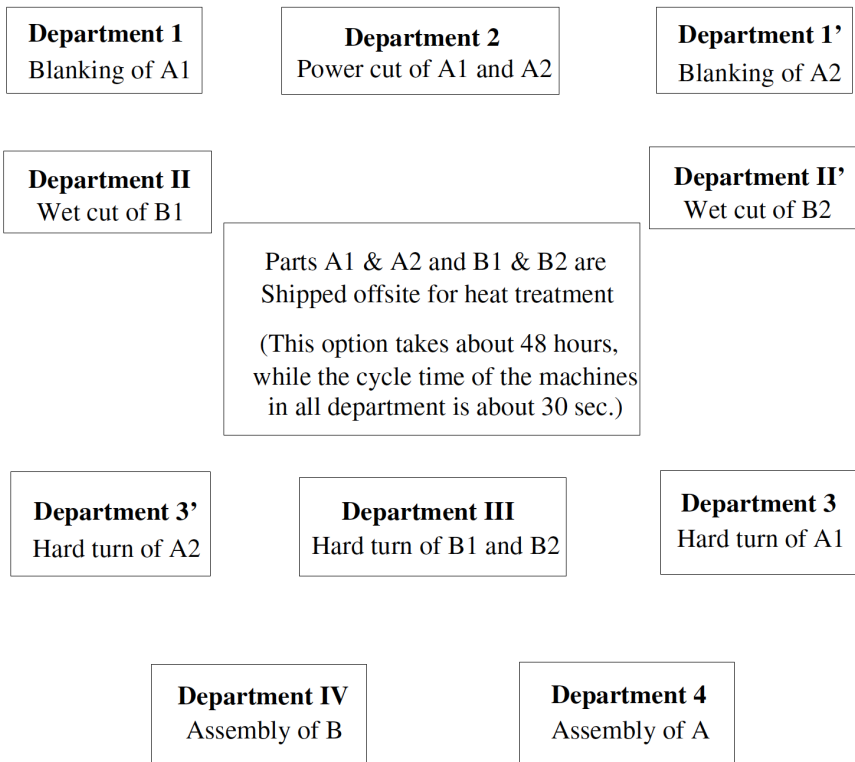 Department 1
Blanking of A1
Department 2
Power cut of A1 and A2
Department 1’
Blanking of A2
Department II
Wet cut of B1
Department II’
Wet cut of B2
Parts A1 & A2 and B1 & B2 are
Shipped offsite for heat treatment
(This option takes about 48 hours,
while the cycle time of the machines
in all department is about 30 sec.)
Department 3’
Hard turn of A2
Department III
Hard turn of B1 and B2
Department 3
Hard turn of A1
Department IV
Assembly of B
Department 4
Assembly of A